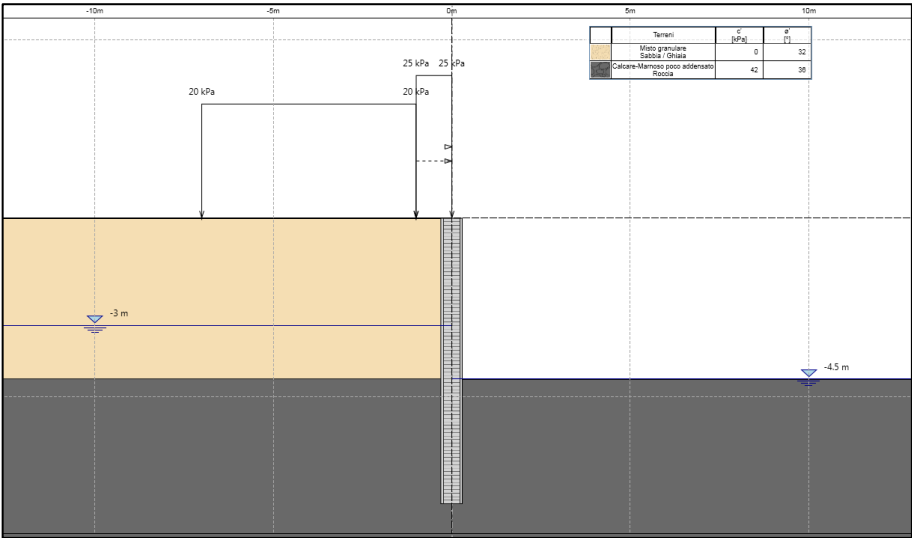 -10m -5m 0m 5m 10m
Terreni c' [kPa] ø' [°]
Misto granulare Sabbia / Ghiaia 0 32
Calcare-Marnoso poco addensato Roccia 42 36
25 kPa 25 kPa
20 kPa 20 kPa
-3 m
-4.5 m